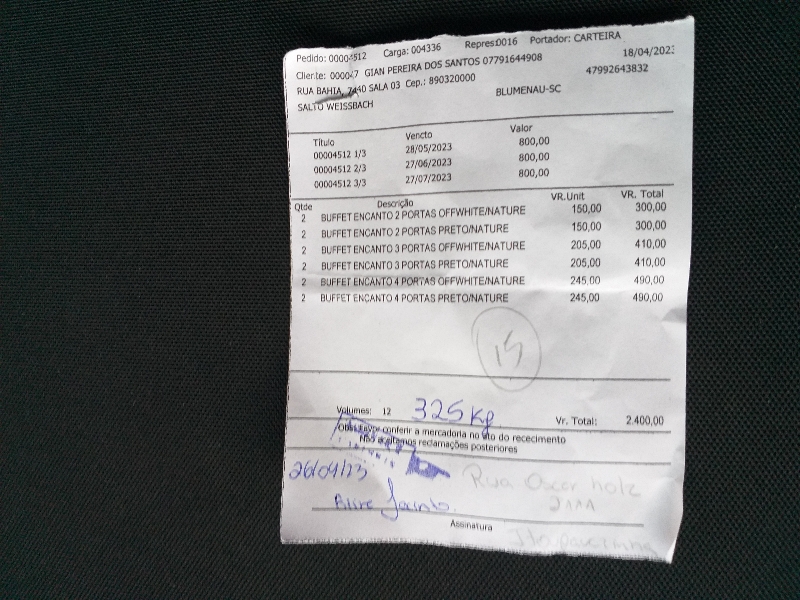 Pedido: 00004512 Carga: 004336 Repres:0016 Portador: CARTEIRA
18/04/2023
Cliente: 000047 GIAN PEREIRA DOS SANTOS 07791644908
47992643832
RUA BAHIA, 7440 SALA 03 Cep.: 890320000
BLUMENAU-SC
SALTO WEISSBACH
Título Vencto Valor
00004512 1/3 28/05/2023 800,00
00004512 2/3 27/06/2023 800,00
00004512 3/3 27/07/2023 800,00
Qtde Descrição VR.Unit VR. Total
2 BUFFET ENCANTO 2 PORTAS OFFWHITE/NATURE 150,00 300,00
2 BUFFET ENCANTO 2 PORTAS PRETO/NATURE 150,00 300,00
2 BUFFET ENCANTO 3 PORTAS OFFWHITE/NATURE 205,00 410,00
2 BUFFET ENCANTO 3 PORTAS PRETO/NATURE 205,00 410,00
2 BUFFET ENCANTO 4 PORTAS OFFWHITE/NATURE 245,00 490,00
2 BUFFET ENCANTO 4 PORTAS PRETO/NATURE 245,00 490,00
15
Volumes: 12 325 Kg Vr. Total: 2.400,00
conferir a mercadoria no ato do rececimento
Não aceitamos reclamações posteriores
26/04/23
Rua Oscar holz
Assinatura